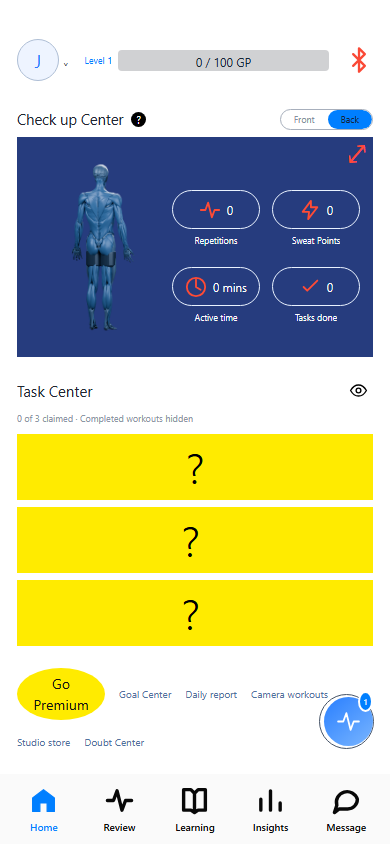 J
Level 1
0 / 100 GP
Check up Center ?
Front Back
0
Repetitions
0
Sweat Points
0 mins
Active time
0
Tasks done
Task Center
0 of 3 claimed · Completed workouts hidden
?
?
?
Go
Premium
Goal Center Daily report Camera workouts
1
Studio store Doubt Center
Home Review Learning Insights Message